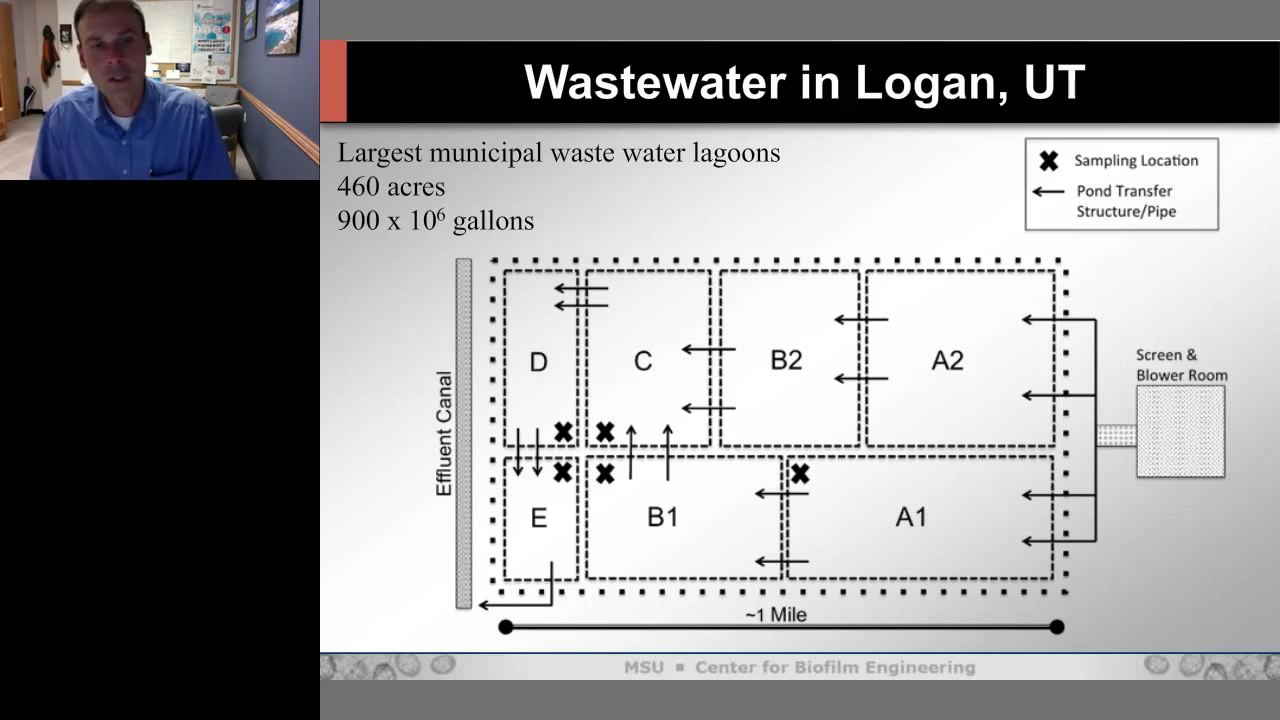 Wastewater in Logan, UT
Largest municipal waste water lagoons
460 acres
900 x 10⁶ gallons
Sampling Location
Pond Transfer
Structure/Pipe
D
C
B2
A2
Screen &
Blower Room
Effluent Canal
E
B1
A1
~1 Mile
MSU ▪ Center for Biofilm Engineering